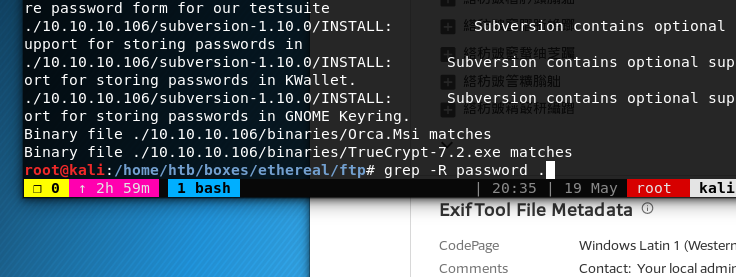 re password form for our testsuite
./10.10.10.106/subversion-1.10.0/INSTALL: Subversion contains optional
upport for storing passwords in
./10.10.10.106/subversion-1.10.0/INSTALL: Subversion contains optional sup
ort for storing passwords in KWallet.
./10.10.10.106/subversion-1.10.0/INSTALL: Subversion contains optional sup
ort for storing passwords in GNOME Keyring.
Binary file ./10.10.10.106/binaries/Orca.Msi matches
Binary file ./10.10.10.106/binaries/TrueCrypt-7.2.exe matches
root@kali:/home/htb/boxes/ethereal/ftp# grep -R password .
❐ 0 ↑ 2h 59m 1 bash | 20:35 | 19 May root kali
ExifTool File Metadata
CodePage Windows Latin 1 (Western
Comments Contact: Your local admin